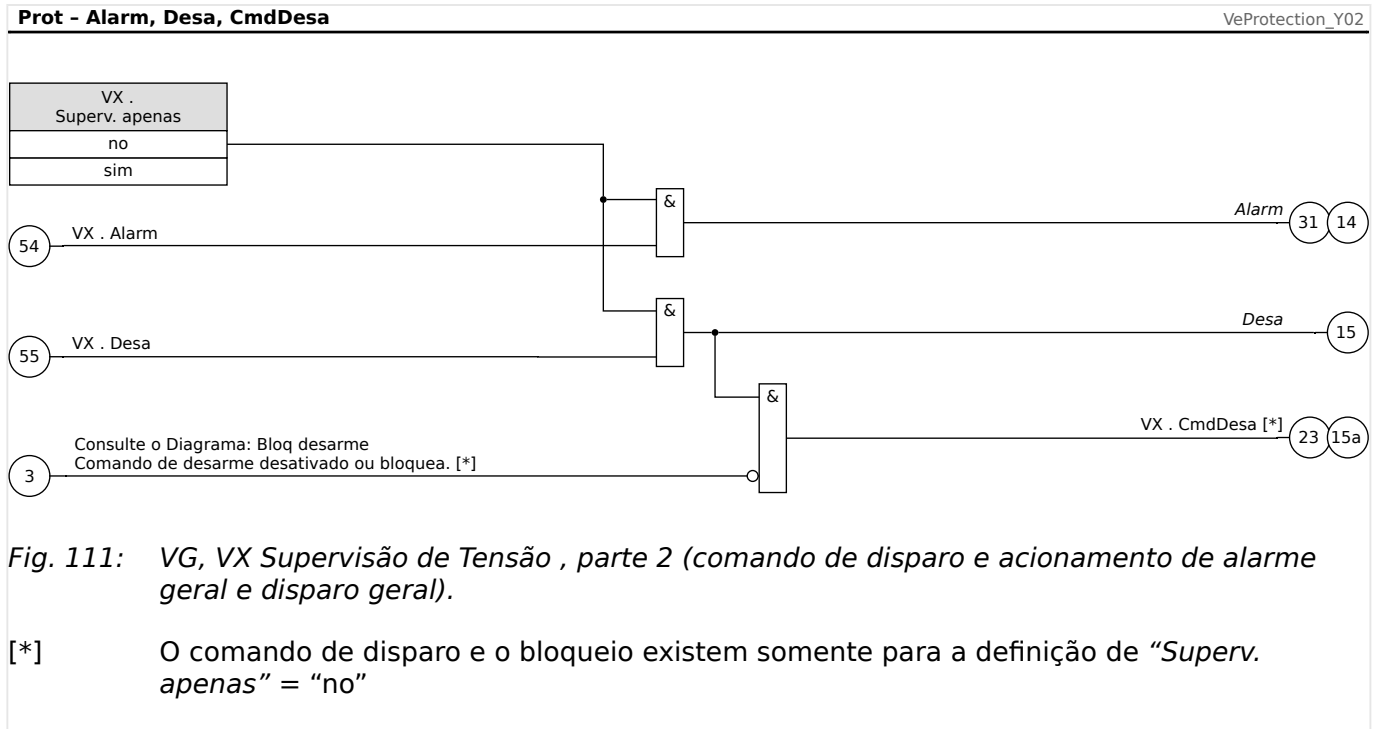 Prot – Alarm, Desa, CmdDesa
VeProtection_Y02
VX .
Superv. apenas
no
sim
&
Alarm
31
14
54
VX . Alarm
&
Desa
15
55
VX . Desa
&
VX . CmdDesa [*]
23
15a
Consulte o Diagrama: Bloq desarme
Comando de desarme desativado ou bloquea. [*]
3
Fig. 111: VG, VX Supervisão de Tensão , parte 2 (comando de disparo e acionamento de alarme
geral e disparo geral).
[*] O comando de disparo e o bloqueio existem somente para a definição de “Superv.
apenas” = “no”